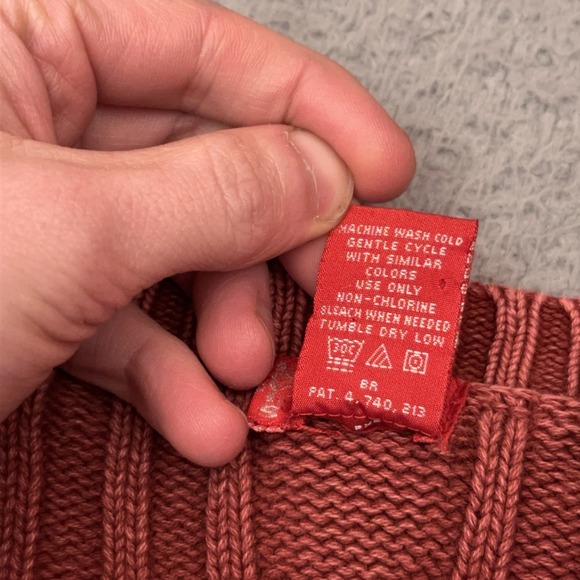 MACHINE WASH COLD
GENTLE CYCLE
WITH SIMILAR
COLORS
USE ONLY
NON-CHLORINE
BLEACH WHEN NEEDED
TUMBLE DRY LOW
30C
BR
PAT. 4,740,213